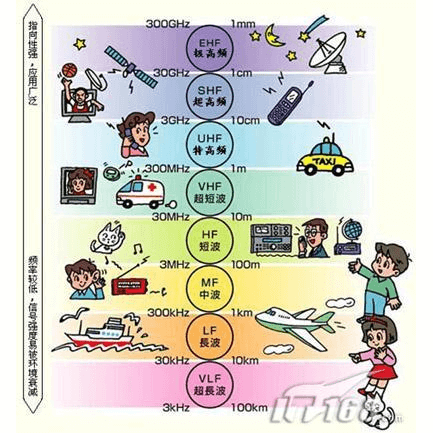 指向性强，应用广泛
频率较低，信号强度易被环境衰减
300GHz 1mm
EHF
极高频
30GHz 1cm
SHF
超高頻
3GHz 10cm
UHF
特高頻
300MHz 1m
VHF
超短波
30MHz 10m
HF
短波
3MHz 100m
MF
中波
300kHz 1km
LF
長波
30kHz 10km
VLF
超長波
3kHz 100km
TAXI
IT168.com